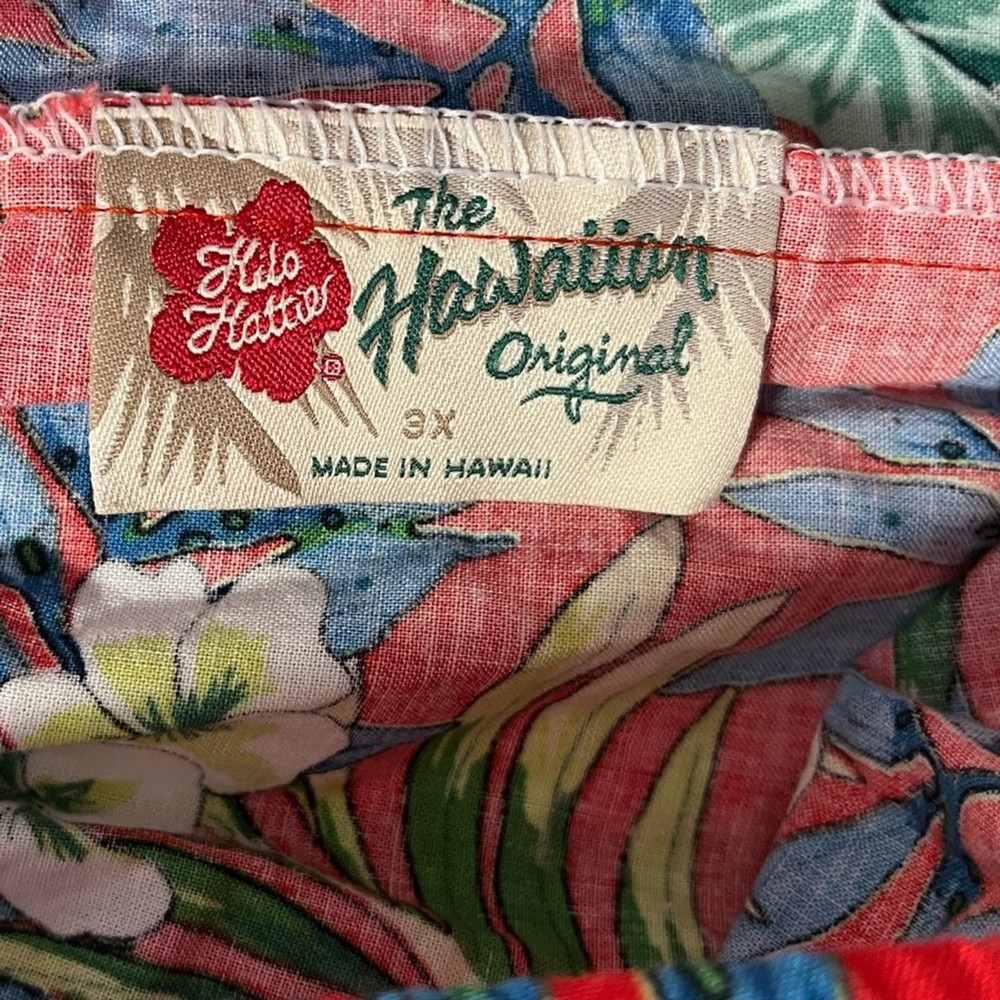 Hilo
Hattie
The
Hawaiian
Original
3X
MADE IN HAWAII